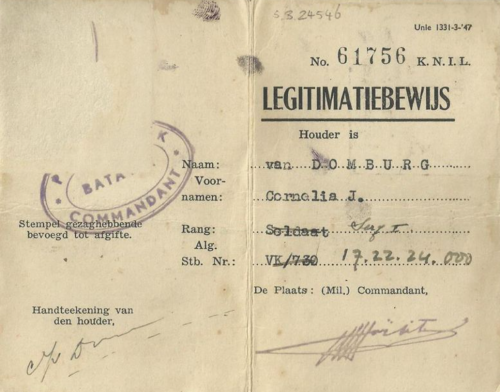 S.3.24546
Unie 1331-3-'47
No. 61756 K. N. I. L.
LEGITIMATIEBEWIJS
Houder is
Naam: van DOMBURG
Voor-
namen: Cornelia J.
Rang: Soldaat Sgt. I
Alg.
Stb. Nr.: VK/730 17.22.24.000
De Plaats: (Mil.) Commandant,
BATA
COMMANDANT
Stempel gezaghebbende
bevoegd tot afgifte.
Handteekening van
den houder,